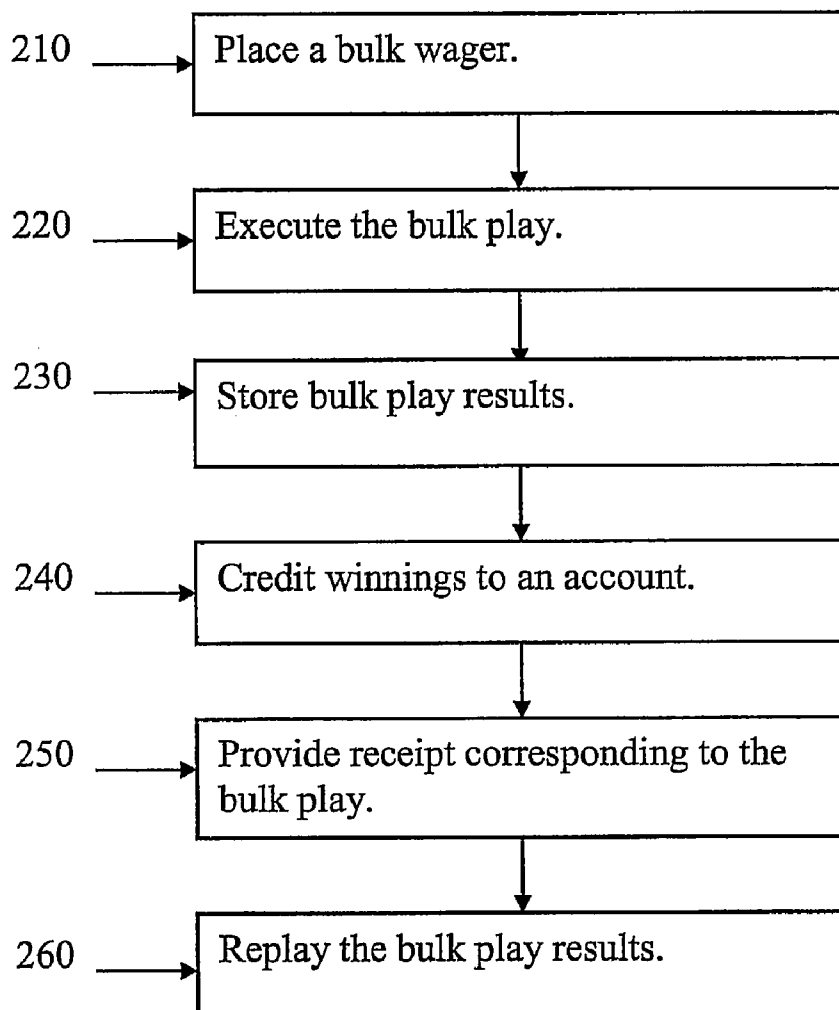 210
Place a bulk wager.
220
Execute the bulk play.
230
Store bulk play results.
240
Credit winnings to an account.
250
Provide receipt corresponding to the
bulk play.
260
Replay the bulk play results.